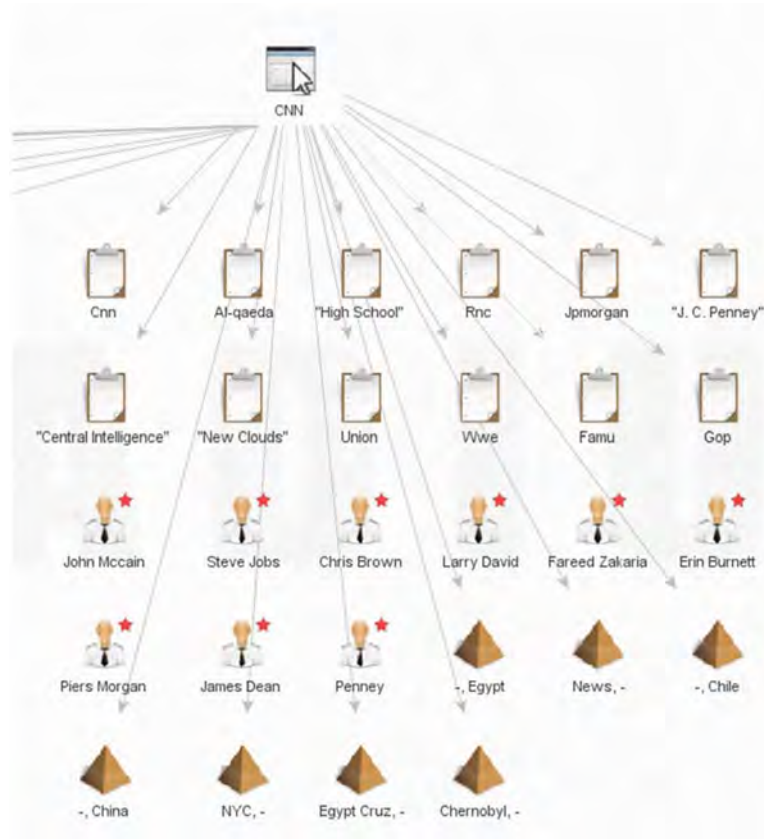 CNN
Cnn
Al-qaeda
"High School"
Rnc
Jpmorgan
"J. C. Penney"
"Central Intelligence"
"New Clouds"
Union
Wwe
Famu
Gop
John Mccain
Steve Jobs
Chris Brown
Larry David
Fareed Zakaria
Erin Burnett
Piers Morgan
James Dean
Penney
-, Egypt
News, -
-, Chile
-, China
NYC, -
Egypt Cruz, -
Chernobyl, -